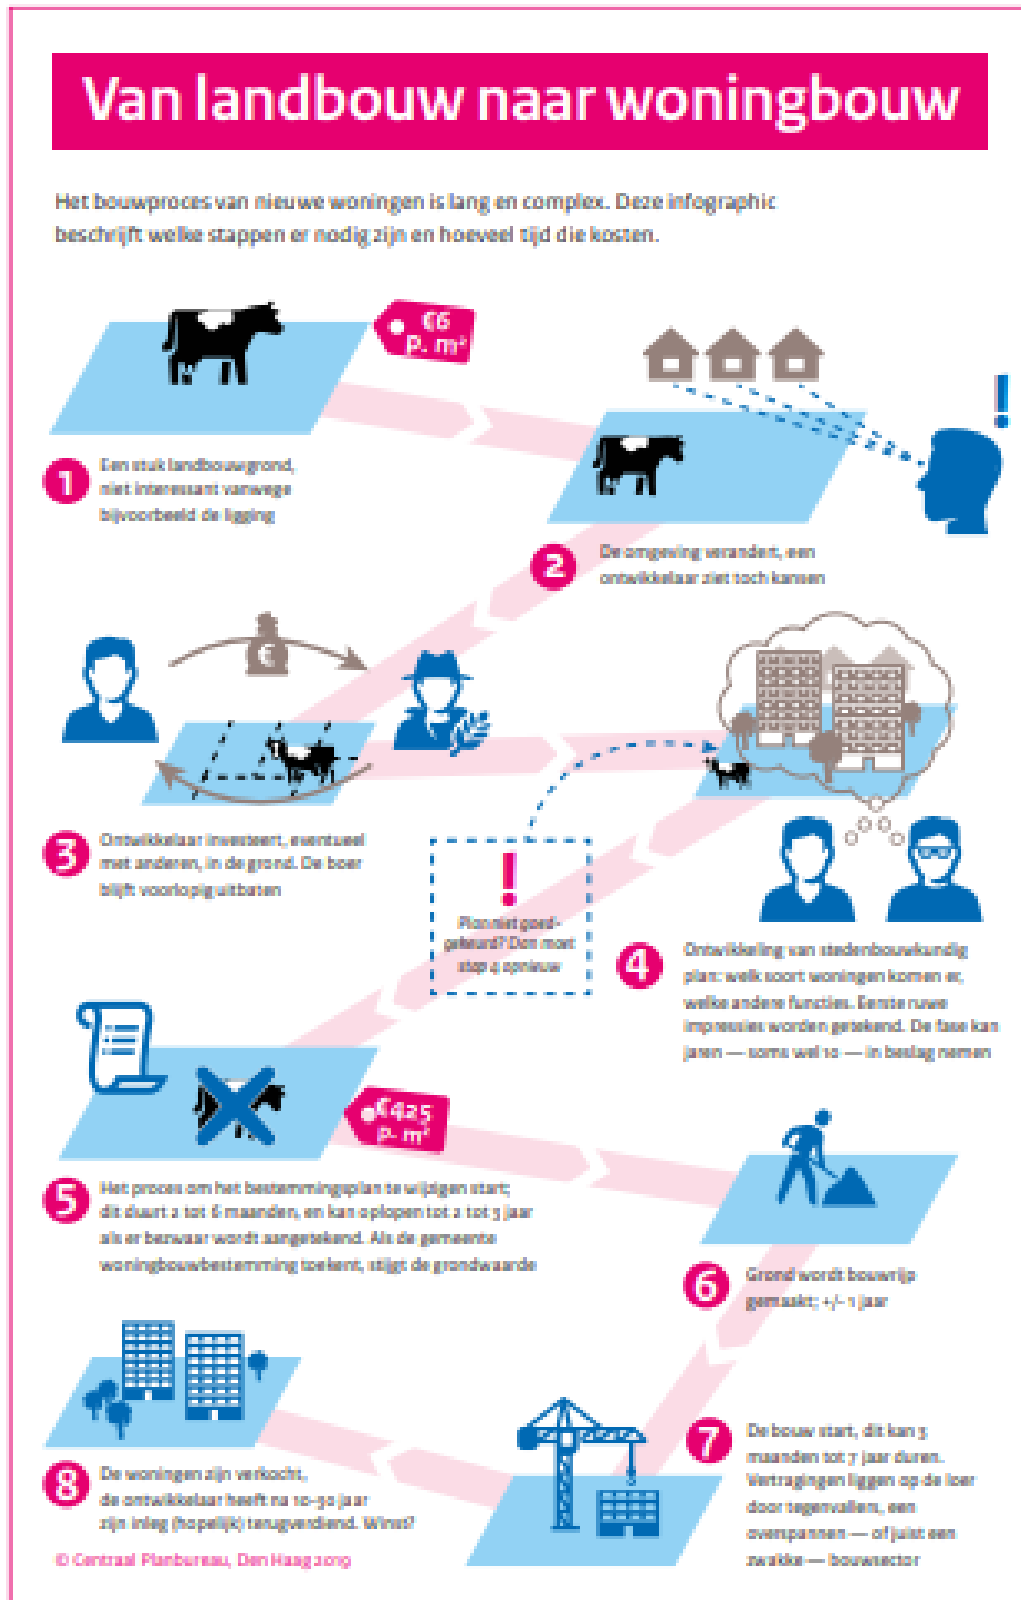 Van landbouw naar woningbouw
Het bouwproces van nieuwe woningen is lang en complex. Deze infographic
beschrijft welke stappen er nodig zijn en hoeveel tijd die kosten.
€6
p. m²
1
Een stuk landbouwgrond,
niet interessant vanwege
bijvoorbeeld de ligging
!
2
De omgeving verandert, een
ontwikkelaar ziet toch kansen
€
3
Ontwikkelaar investeert, eventueel
met anderen, in de grond. De boer
blijft voorlopig uitbaten
!
Plan niet goed-
gekeurd? Dan moet
stap 4 opnieuw
4
Ontwikkeling van stedenbouwkundig
plan: welk soort woningen komen er,
welke andere functies. Eerste ruwe
impressies worden getekend. De fase kan
jaren — soms wel 10 — in beslag nemen
€425
p. m²
5
Het proces om het bestemmingsplan te wijzigen start;
dit duurt 2 tot 6 maanden, en kan oplopen tot 2 tot 3 jaar
als er bezwaar wordt aangetekend. Als de gemeente
woningbouwbestemming toekent, stijgt de grondwaarde
6
Grond wordt bouwrijp
gemaakt; +/- 1 jaar
7
De bouw start, dit kan 3
maanden tot 7 jaar duren.
Vertragingen liggen op de loer
door tegenvallers, een
overspannen — of juist een
zwakke — bouwsector
8
De woningen zijn verkocht,
de ontwikkelaar heeft na 10-30 jaar
zijn inleg (hopelijk) terugverdiend. Winst?
© Centraal Planbureau, Den Haag 2019